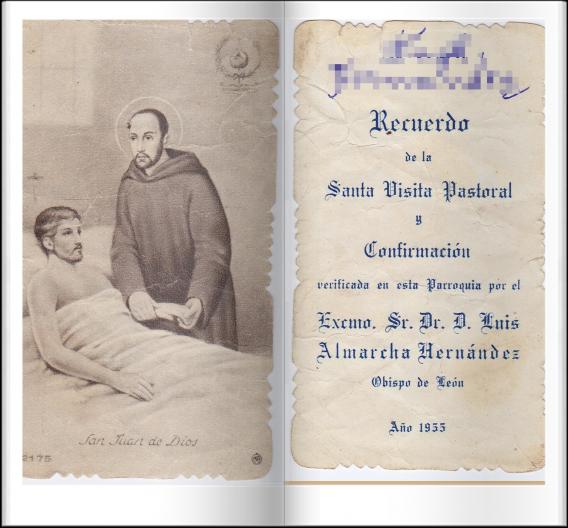 San Juan de Dios
2175
Recuerdo
de la
Santa Visita Pastoral
y
Confirmación
verificada en esta Parroquia por el
Excmo. Sr. Dr. D. Luis
Almarcha Hernández
Obispo de León
Año 1955